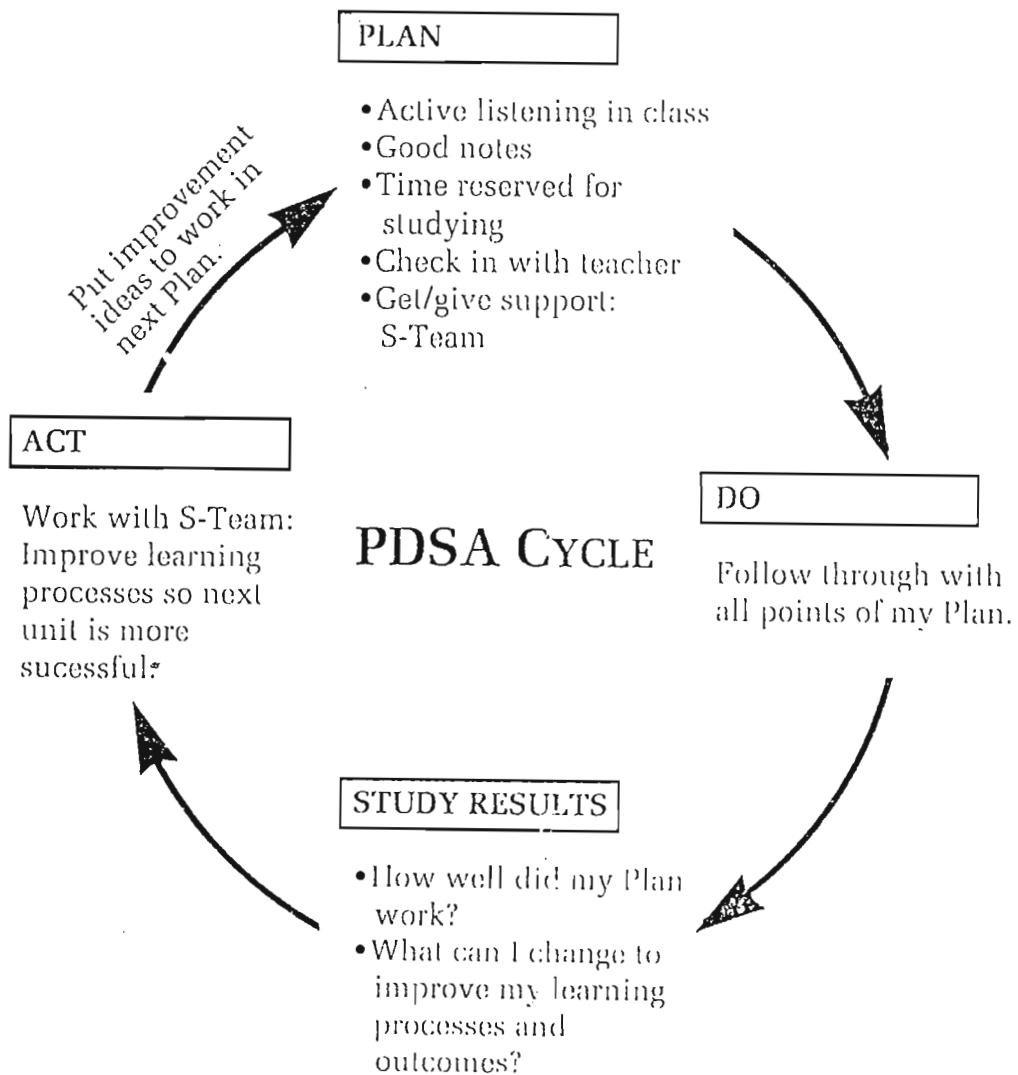 PLAN
•Active listening in class
•Good notes
•Time reserved for
studying
•Check in with teacher
•Get/give support:
S-Team
Put improvement
ideas to work in
next Plan.
ACT
Work with S-Team:
Improve learning
processes so next
unit is more
sucessful.
PDSA CYCLE
DO
Follow through with
all points of my Plan.
STUDY RESULTS
•How well did my Plan
work?
•What can I change to
improve my learning
processes and
outcomes?